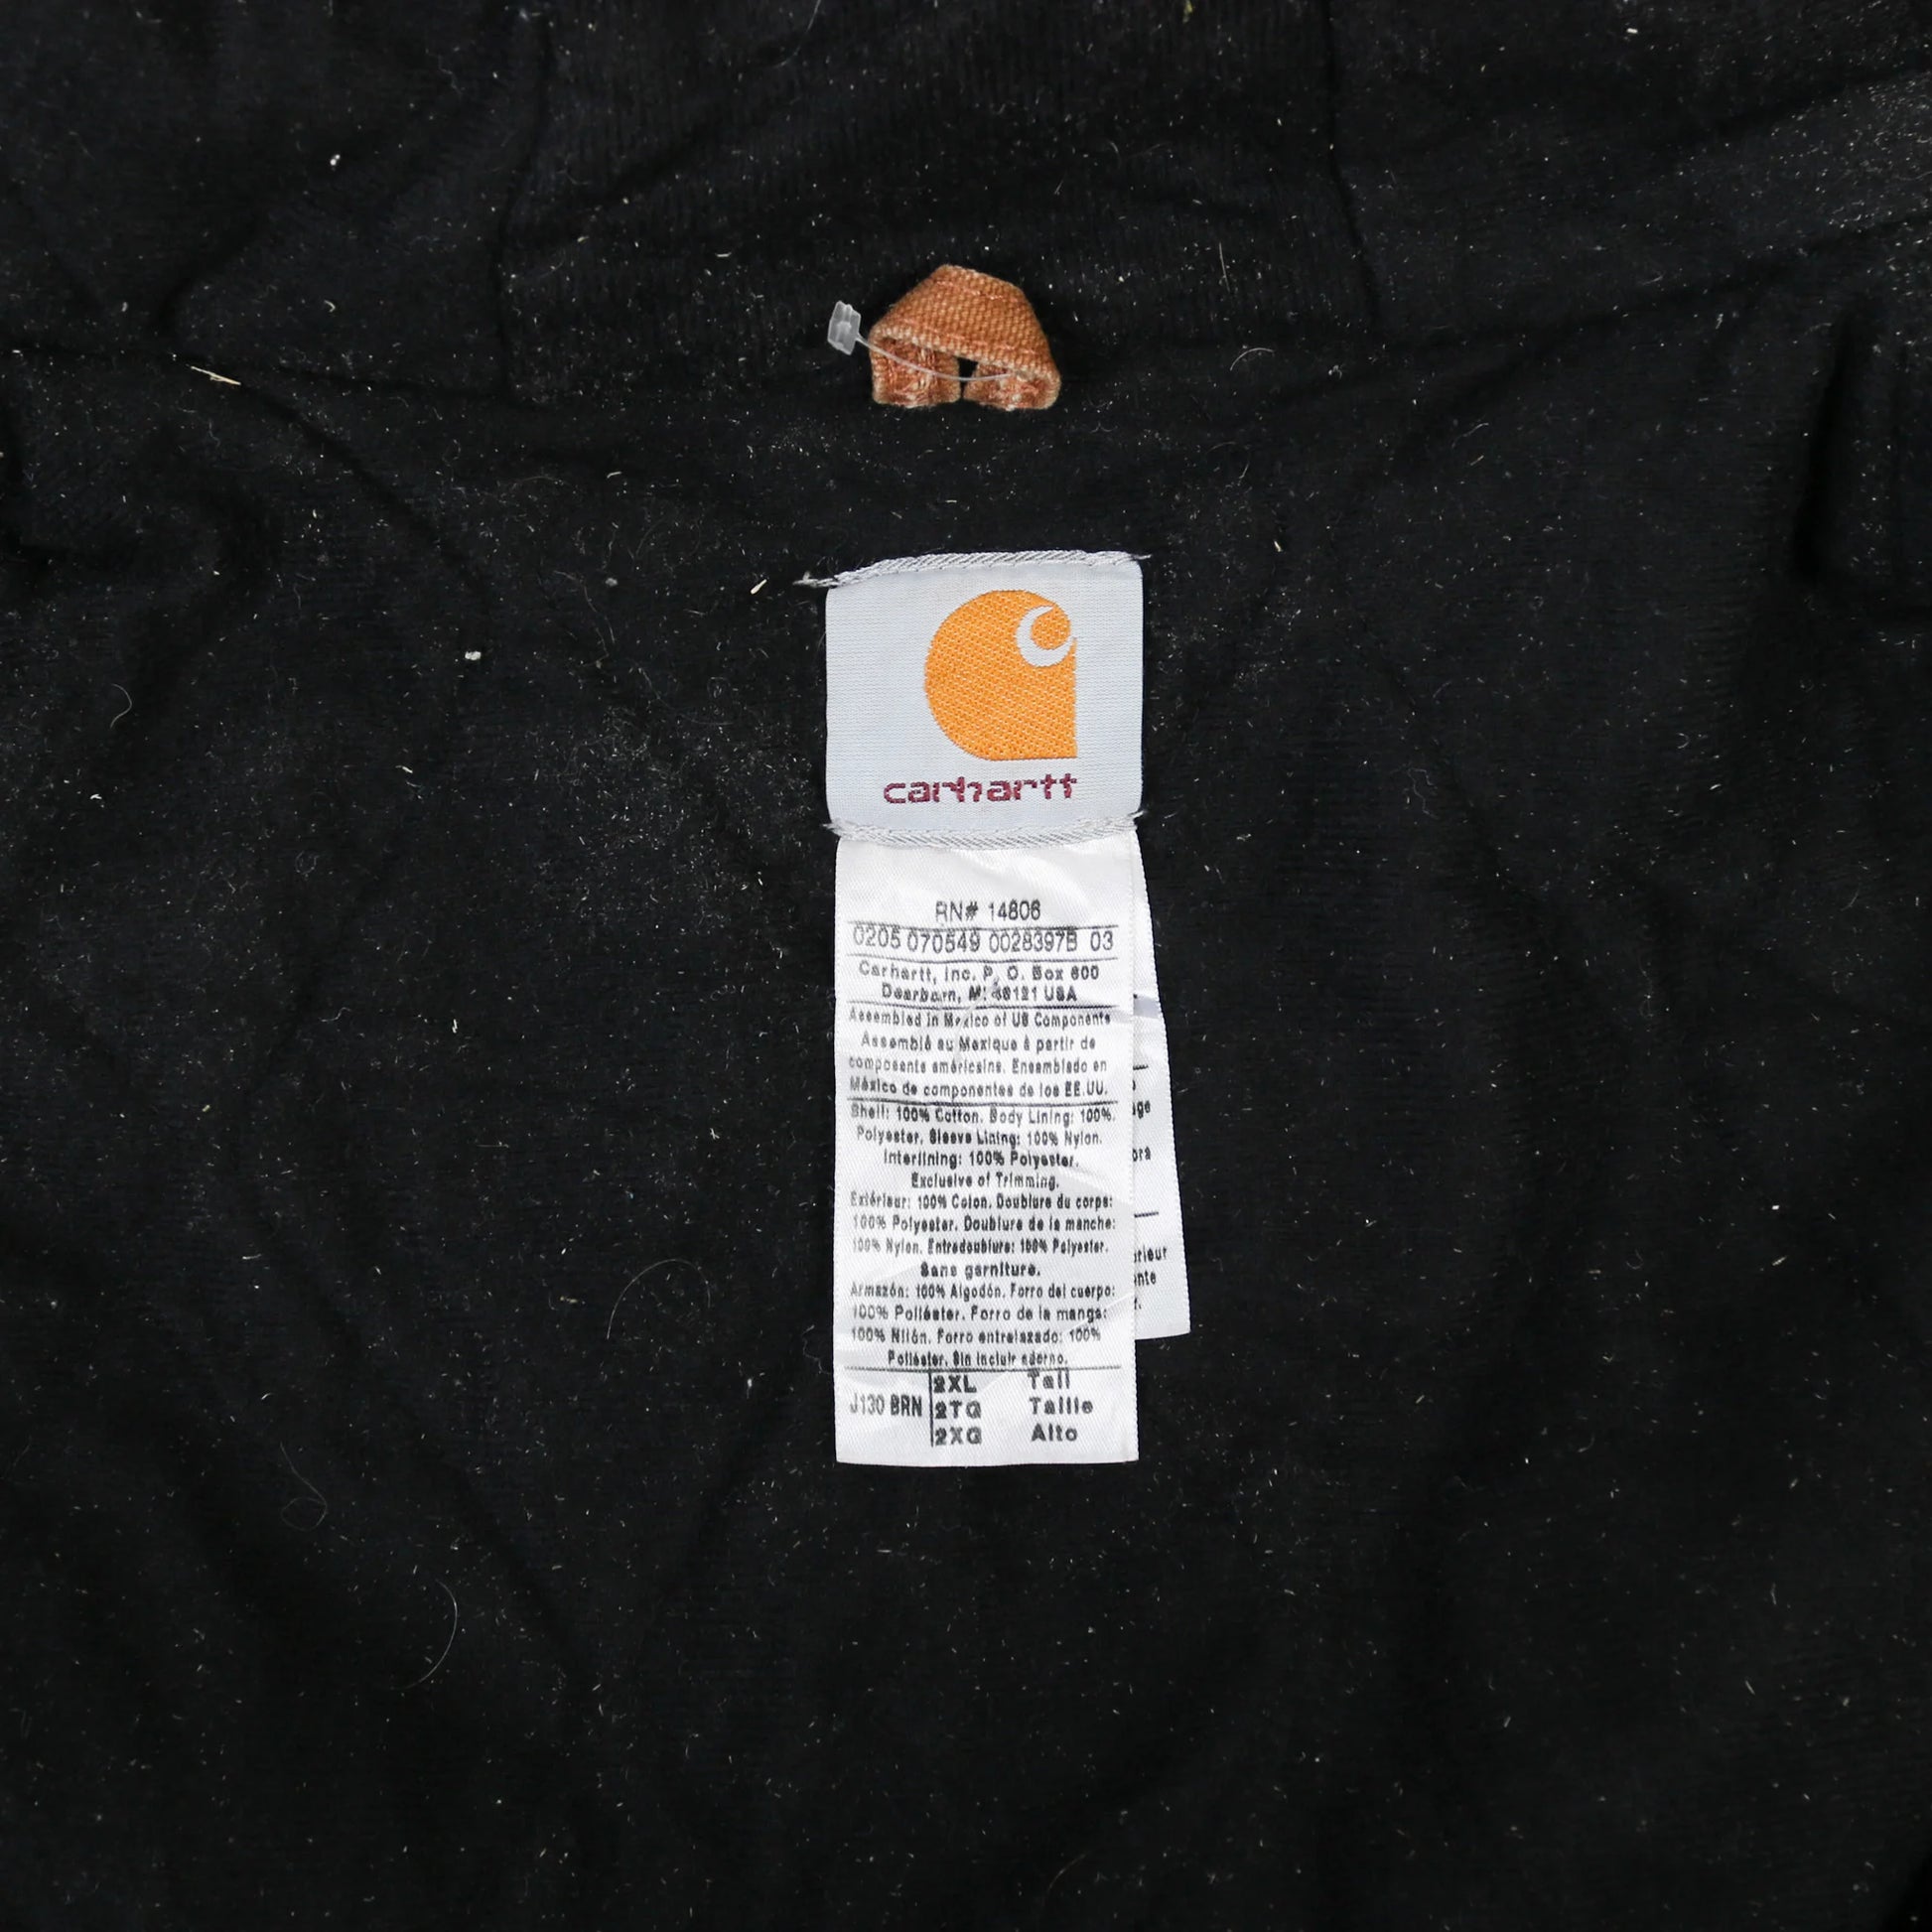 carhartt
RN# 14806
0205 070549 0028397B 03
Carhartt, Inc. P. O. Box 600
Dearborn, MI 48121 USA
Assembled in Mexico of US Components
Assemblé au Mexique à partir de
composants américains. Ensamblado en
México de componentes de los EE.UU.
Shell: 100% Cotton. Body Lining: 100%
Polyester. Sleeve Lining: 100% Nylon.
Interlining: 100% Polyester.
Exclusive of Trimming.
Extérieur: 100% Coton. Doublure du corps:
100% Polyester. Doublure de la manche:
100% Nylon. Entredoublure: 100% Polyester.
Sans garniture.
Armazón: 100% Algodón. Forro del cuerpo:
100% Poliéster. Forro de la manga:
100% Nilón. Forro entrelazado: 100%
Poliéster. Sin incluir adorno.
J130 BRN
2XL Tall
2TG Taille
2XG Alto